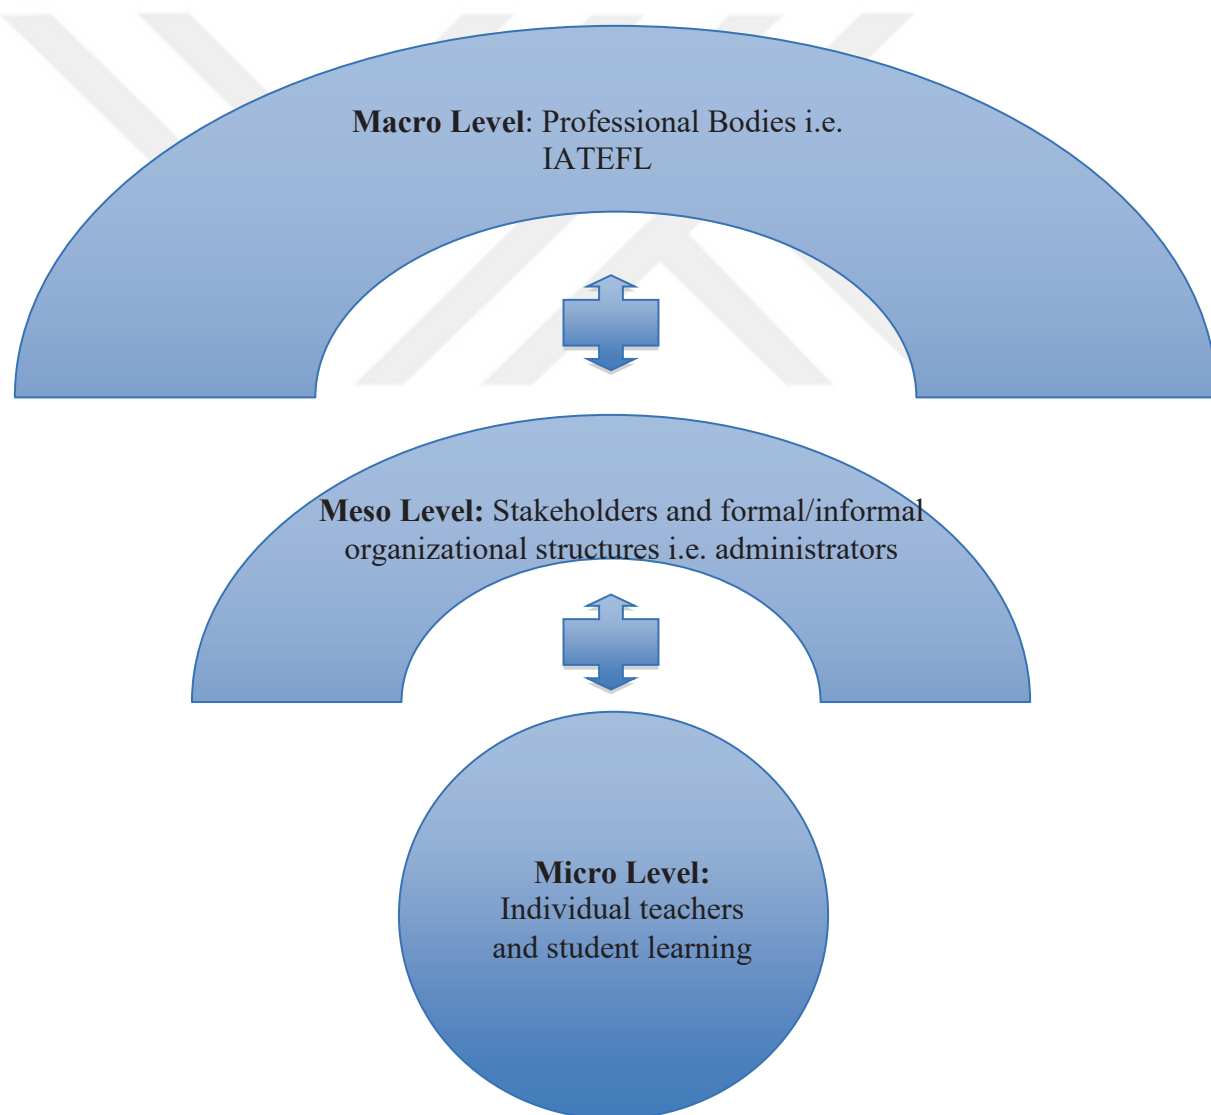 Macro Level: Professional Bodies i.e.
IATEFL
Meso Level: Stakeholders and formal/informal
organizational structures i.e. administrators
Micro Level:
Individual teachers
and student learning